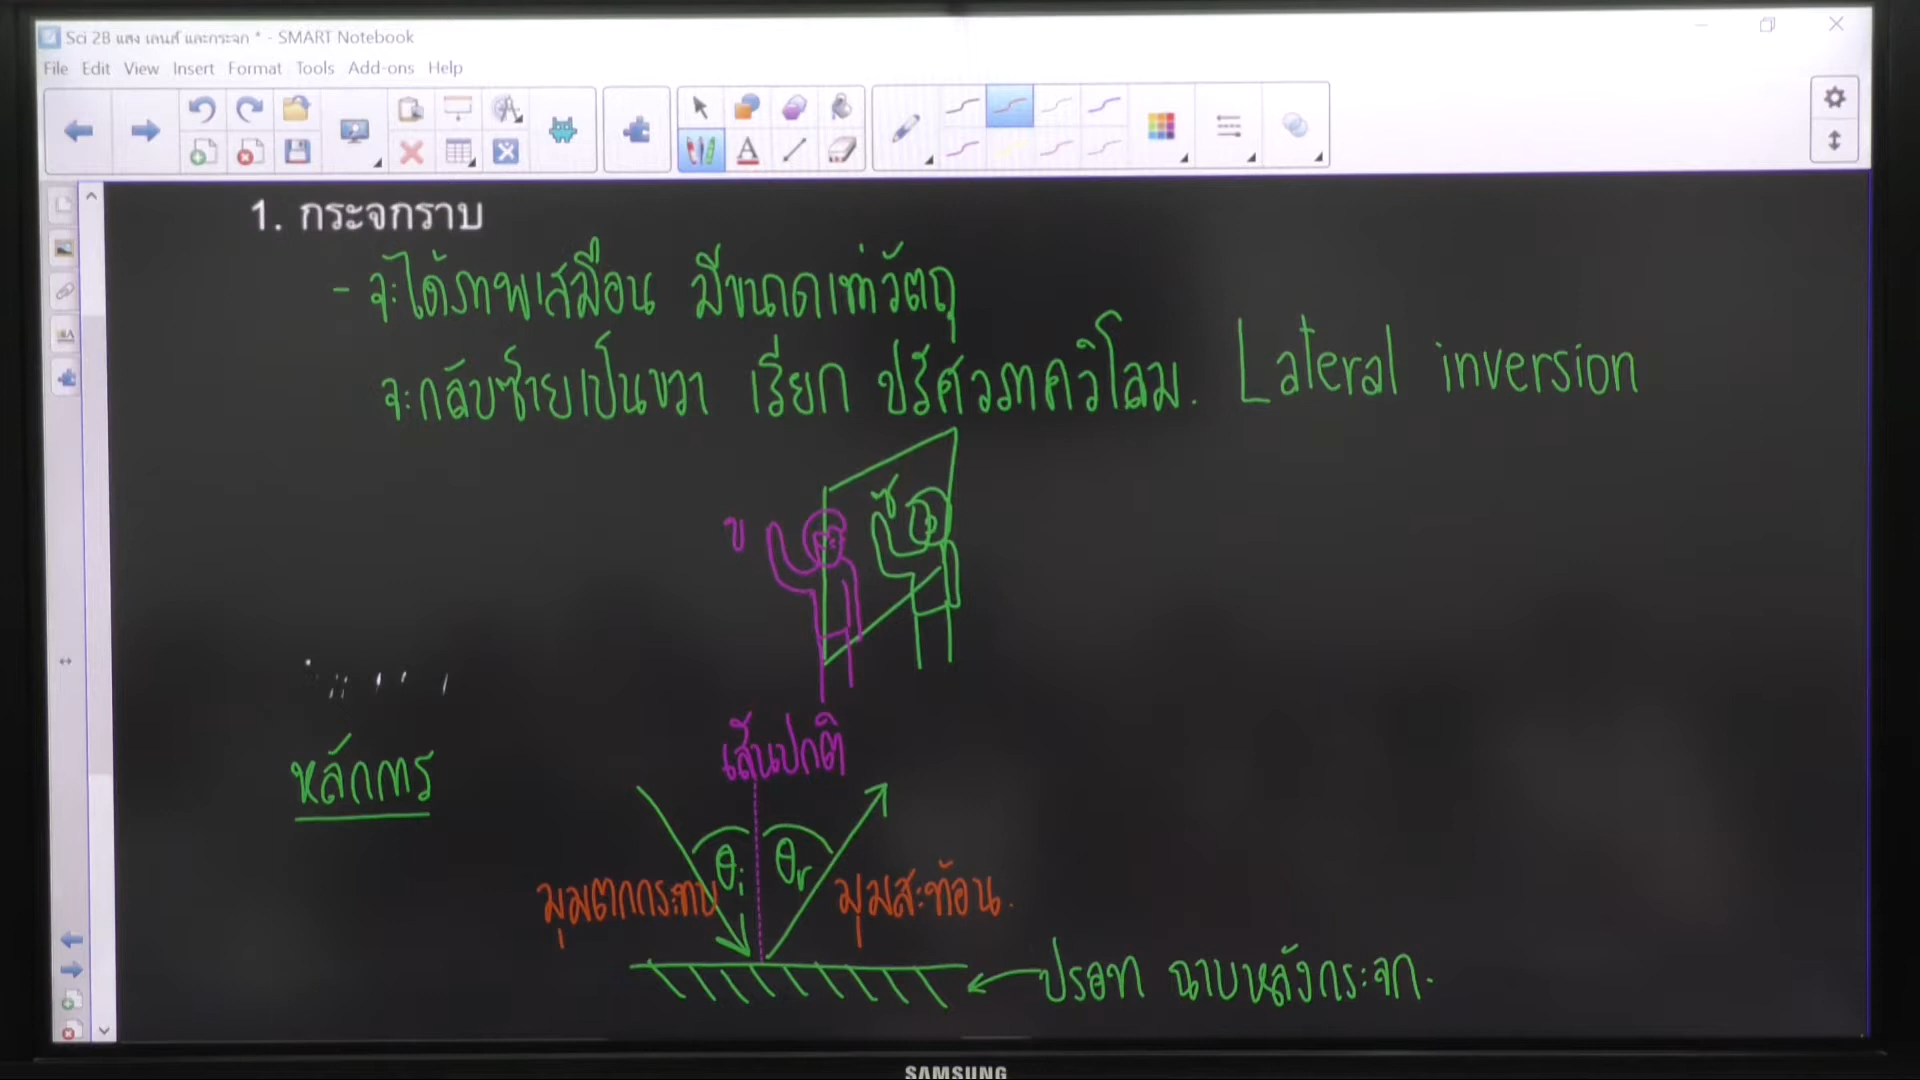 Sci 28 แสง เลนส์ และกระจก * - SMART Notebook
File Edit View Insert Format Tools Add-ons Help
1. กระจกราบ
- จะได้ภาพเสมือน มีขนาดเท่าวัตถุ
จะกลับซ้ายเป็นขวา เรียก ปรัศวภาควิโลม. Lateral inversion
ข ซ
เส้นปกติ
หลักการ
θi θr
มุมตกกระทบ มุมสะท้อน.
ปรอท ฉาบหลังกระจก.
SAMSUNG